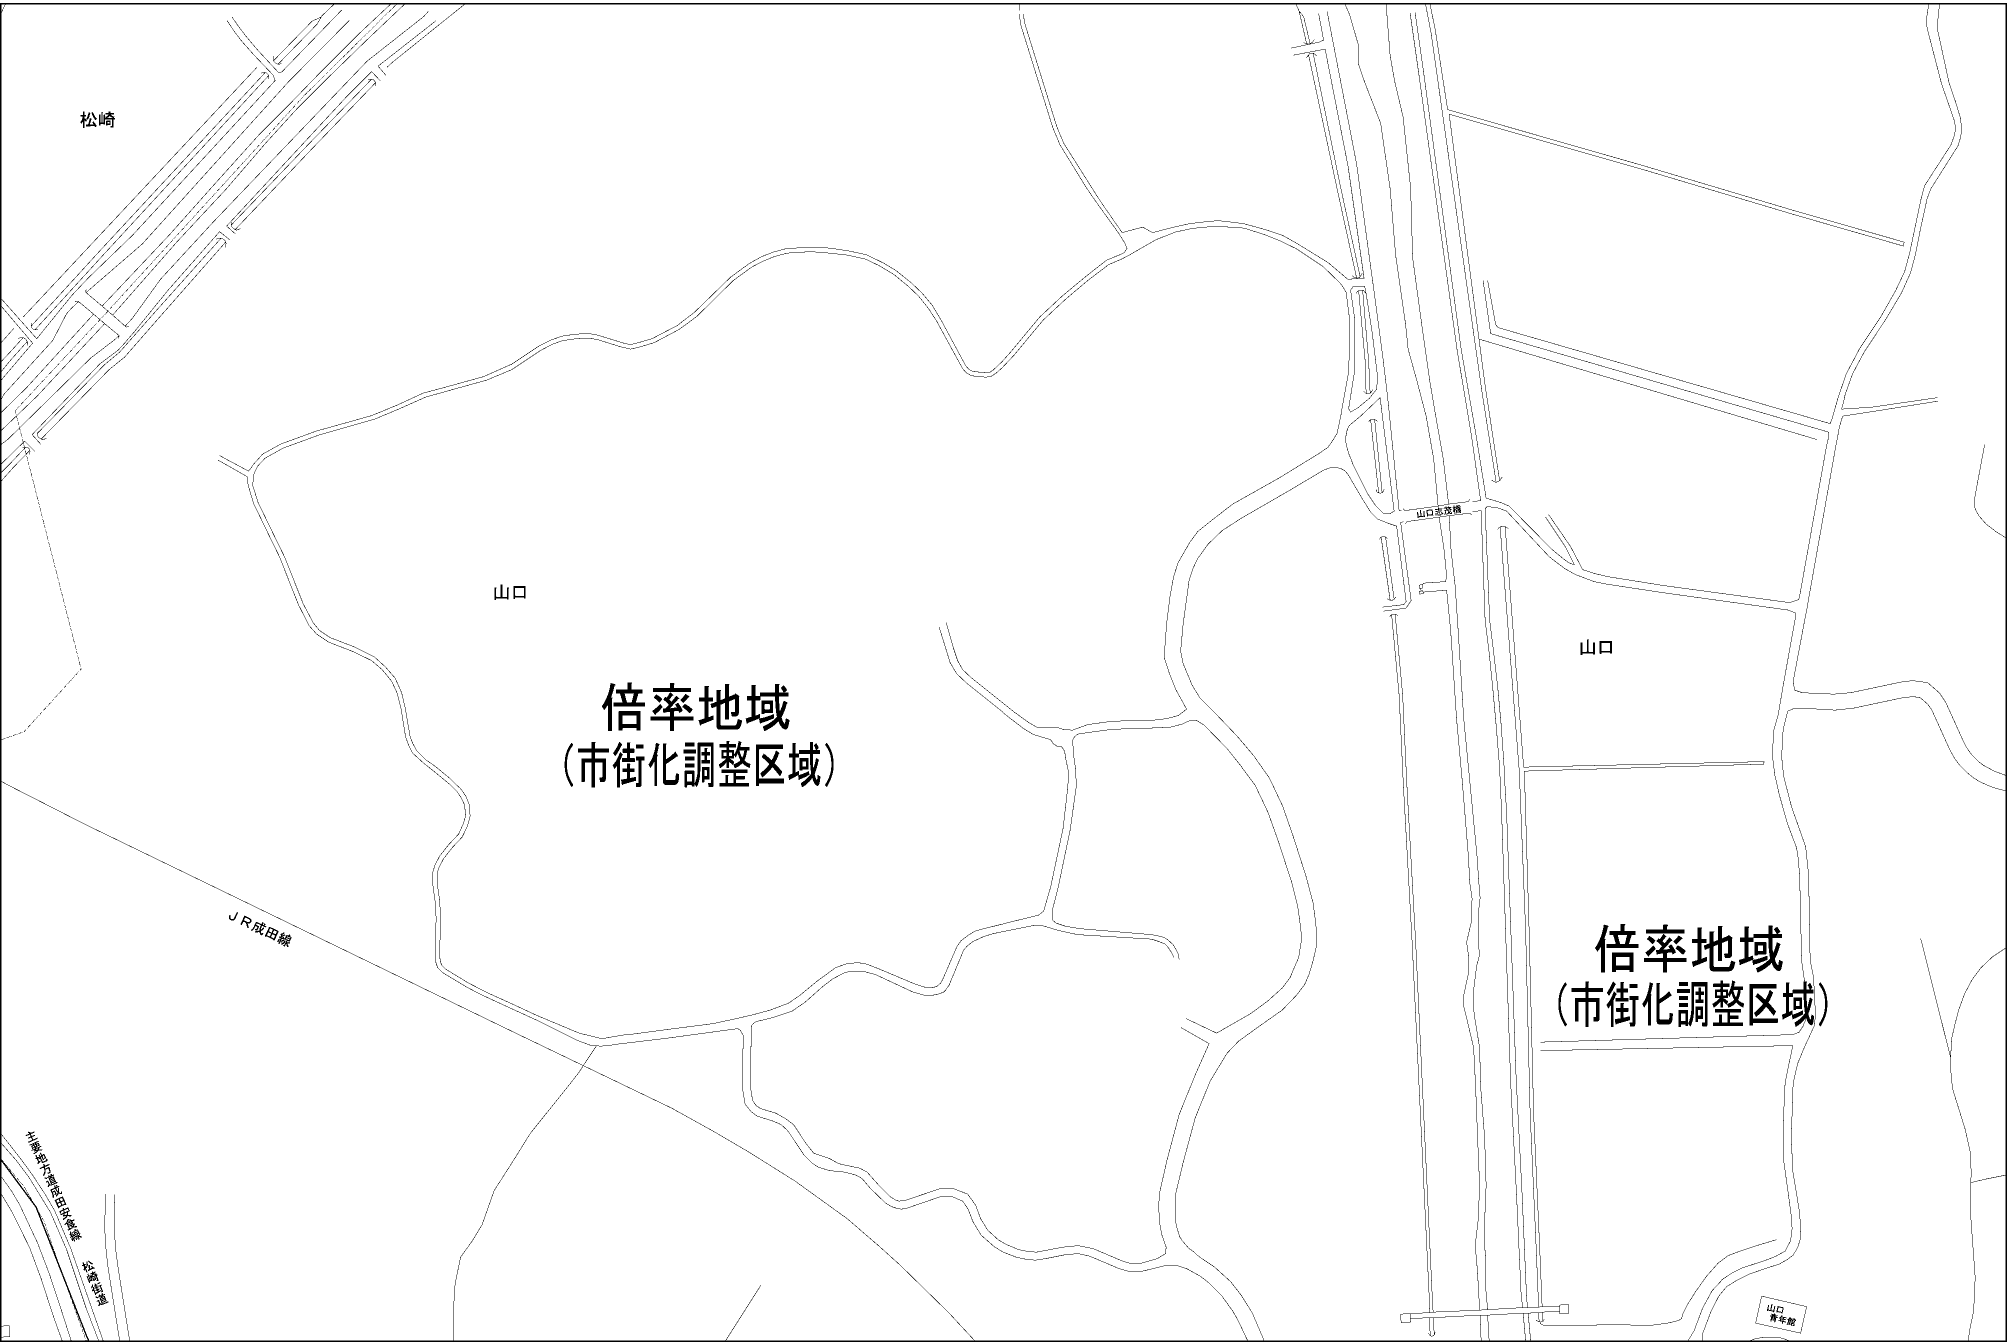 松崎
山口志茂橋
山口
山口
倍率地域
（市街化調整区域）
ＪＲ成田線
倍率地域
（市街化調整区域）
主要地方道成田安食線
松崎街道
山口
青年館